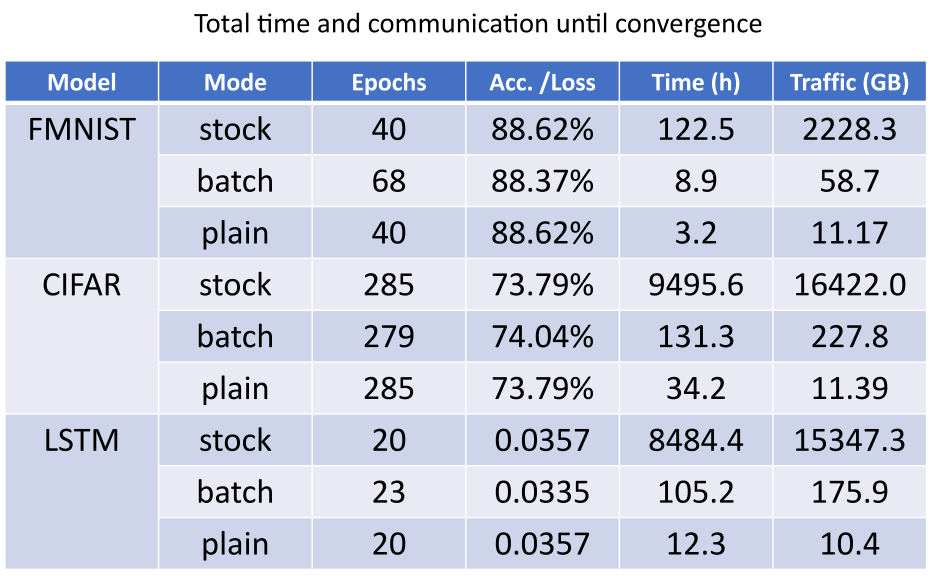 Total time and communication until convergence
Model Mode Epochs Acc. /Loss Time (h) Traffic (GB)
FMNIST stock 40 88.62% 122.5 2228.3
batch 68 88.37% 8.9 58.7
plain 40 88.62% 3.2 11.17
CIFAR stock 285 73.79% 9495.6 16422.0
batch 279 74.04% 131.3 227.8
plain 285 73.79% 34.2 11.39
LSTM stock 20 0.0357 8484.4 15347.3
batch 23 0.0335 105.2 175.9
plain 20 0.0357 12.3 10.4